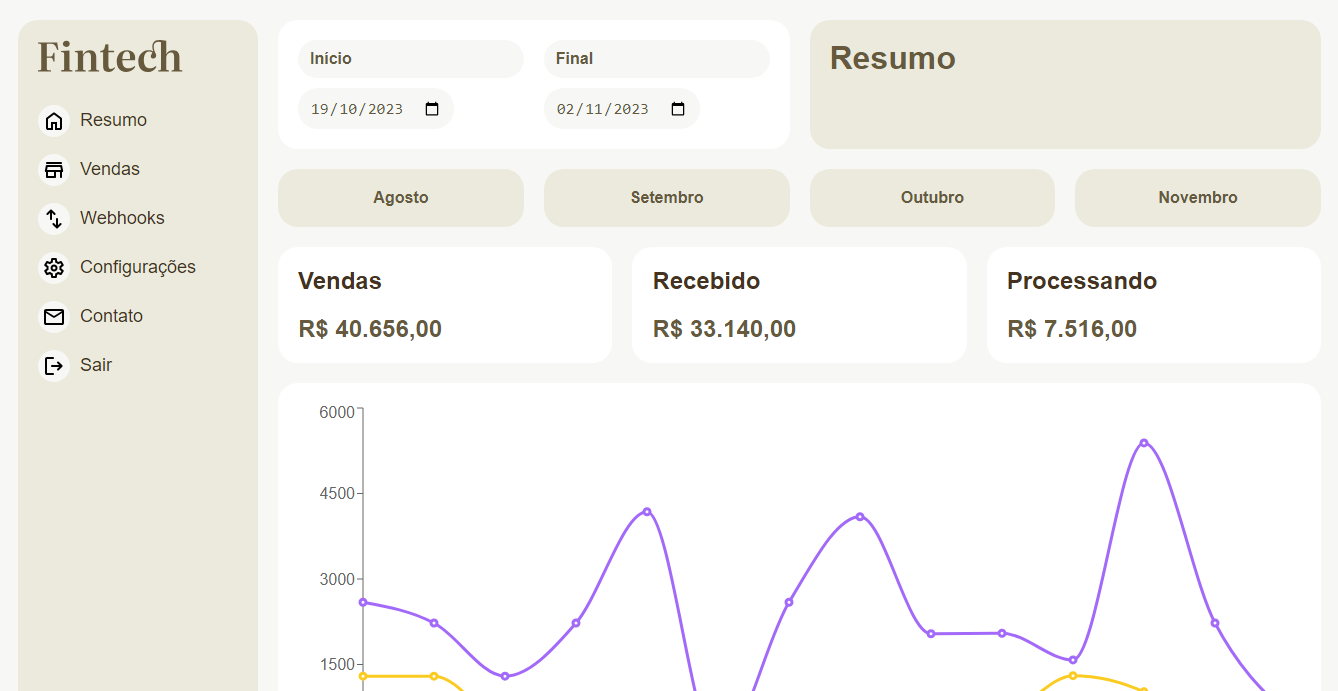 Fintech
Resumo
Vendas
Webhooks
Configurações
Contato
Sair
Início
19/10/2023
Final
02/11/2023
Resumo
Agosto
Setembro
Outubro
Novembro
Vendas
R$ 40.656,00
Recebido
R$ 33.140,00
Processando
R$ 7.516,00
6000
4500
3000
1500